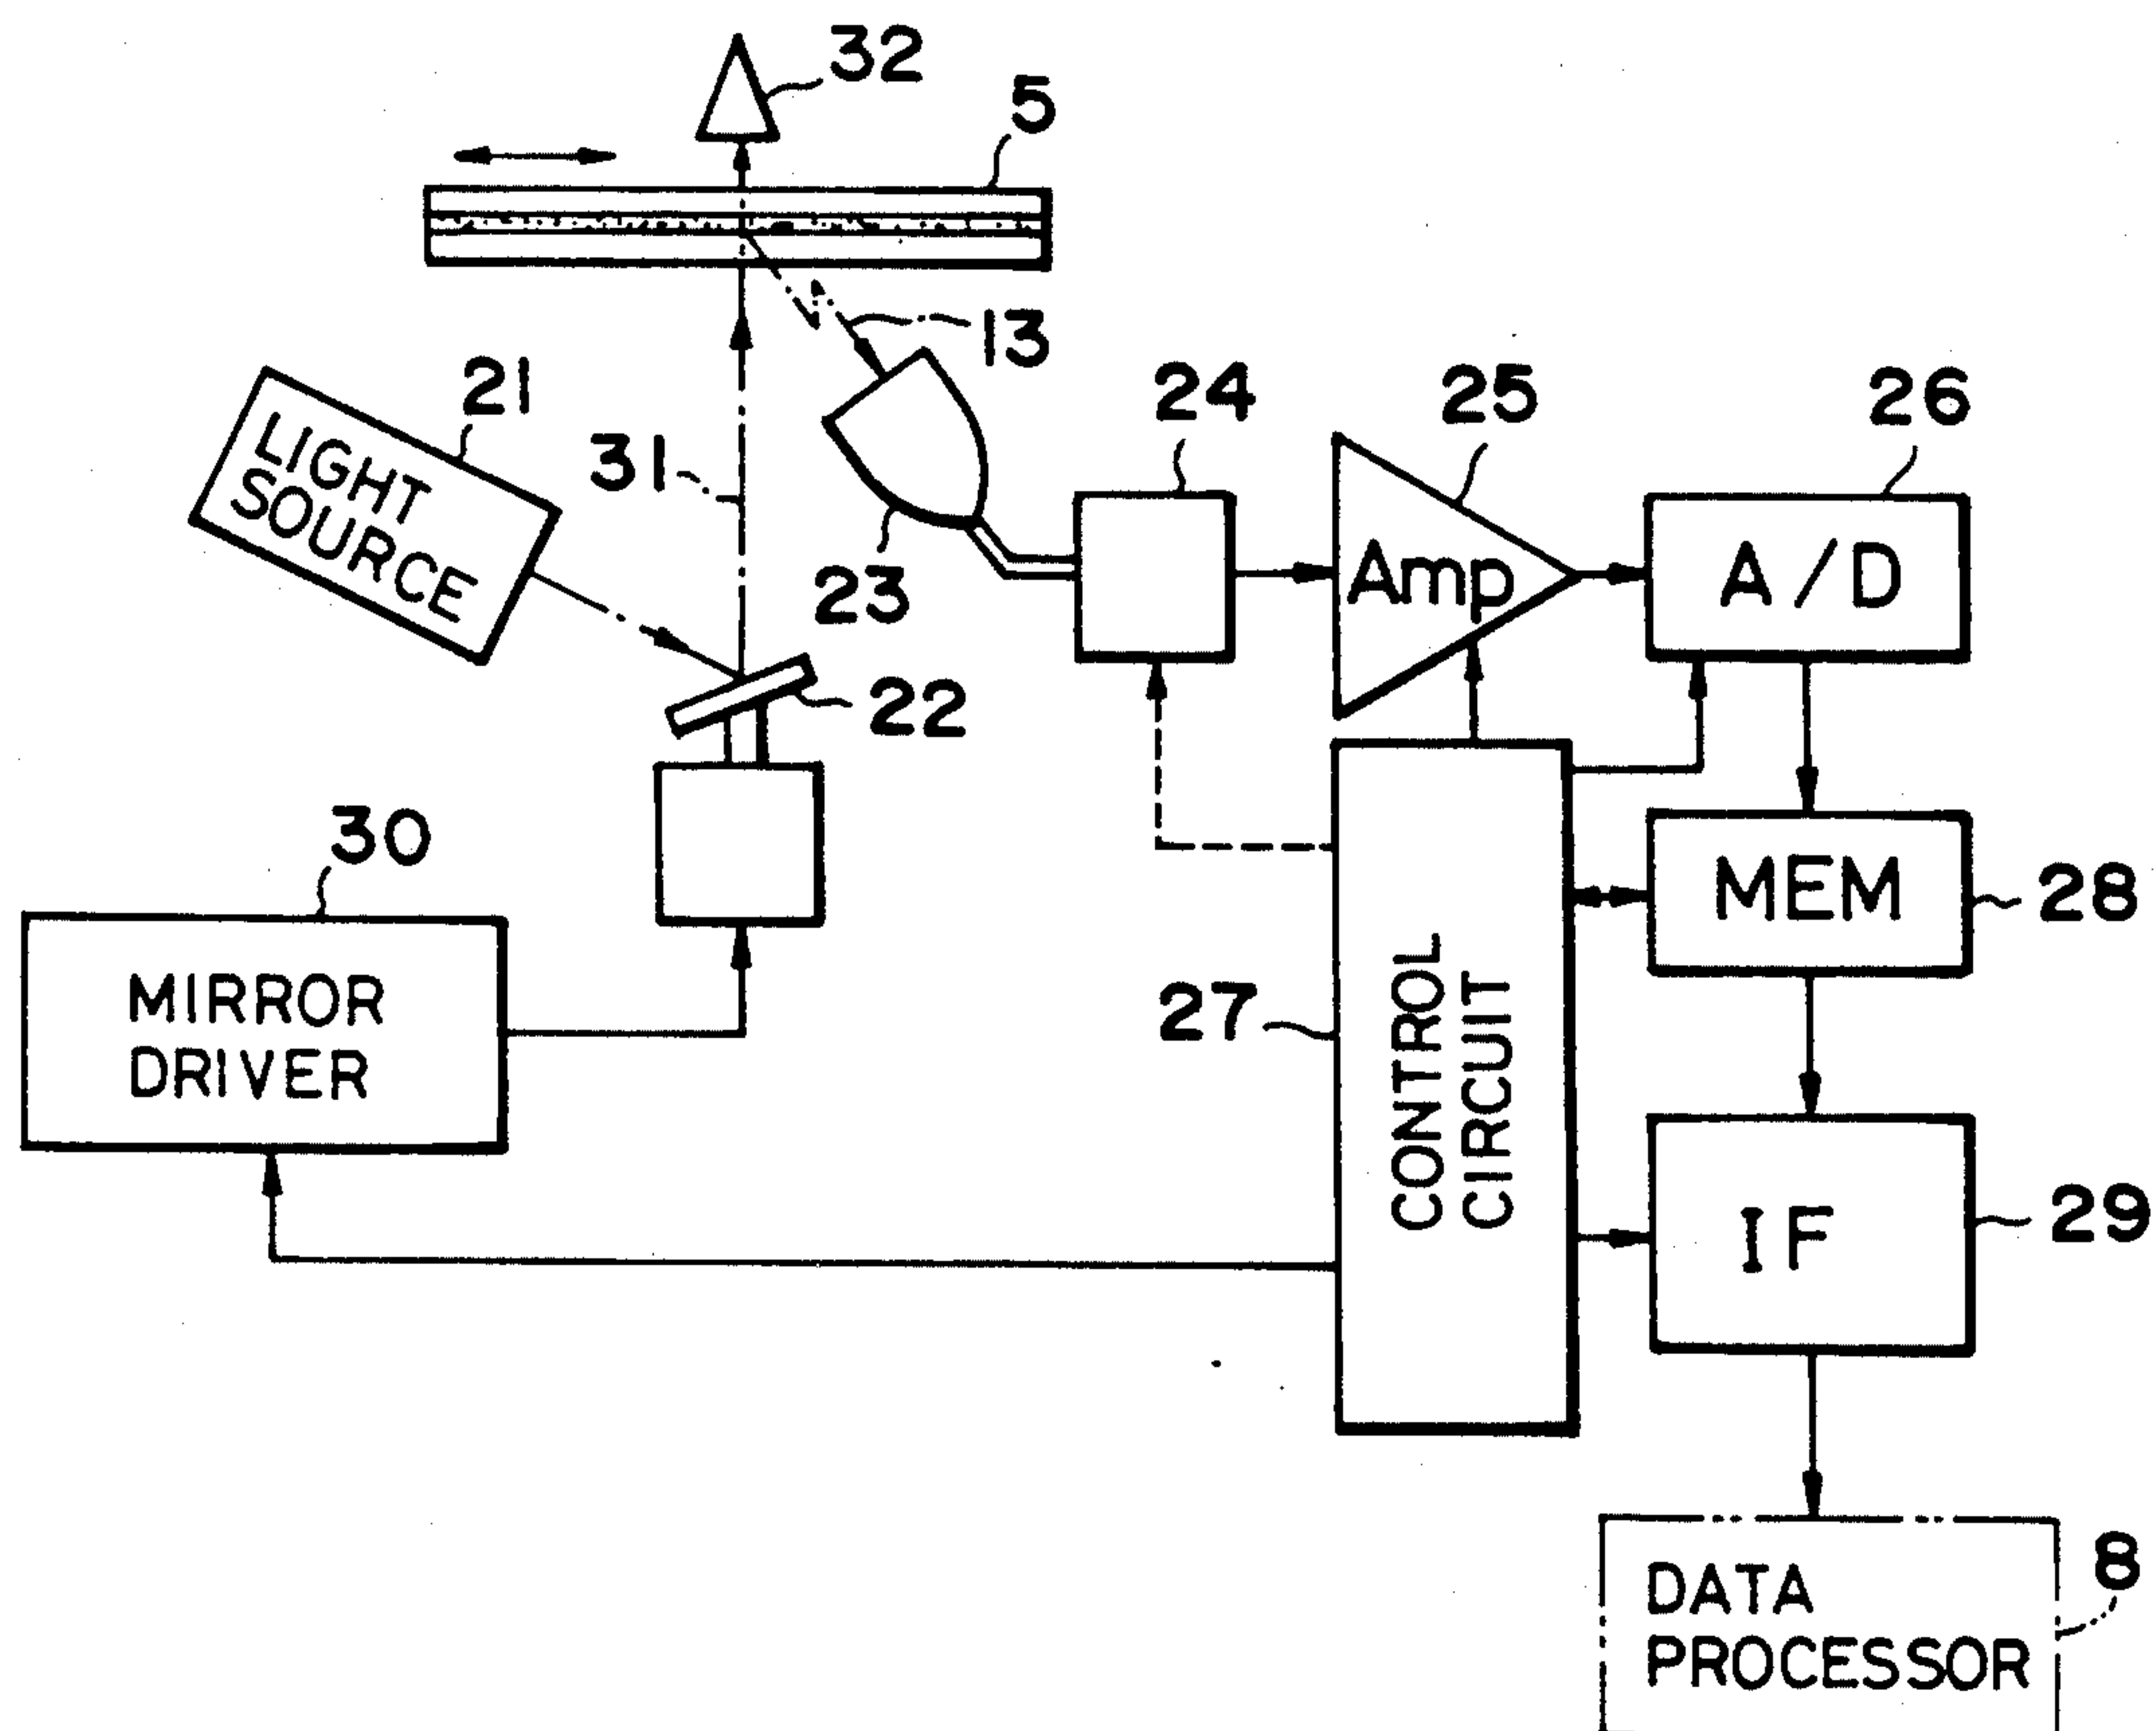 32
5
13
21
LIGHT
SOURCE
31
23
24
25
26
Amp
A/D
22
30
MIRROR
DRIVER
27
CONTROL
CIRCUIT
MEM
28
IF
29
DATA
PROCESSOR
8